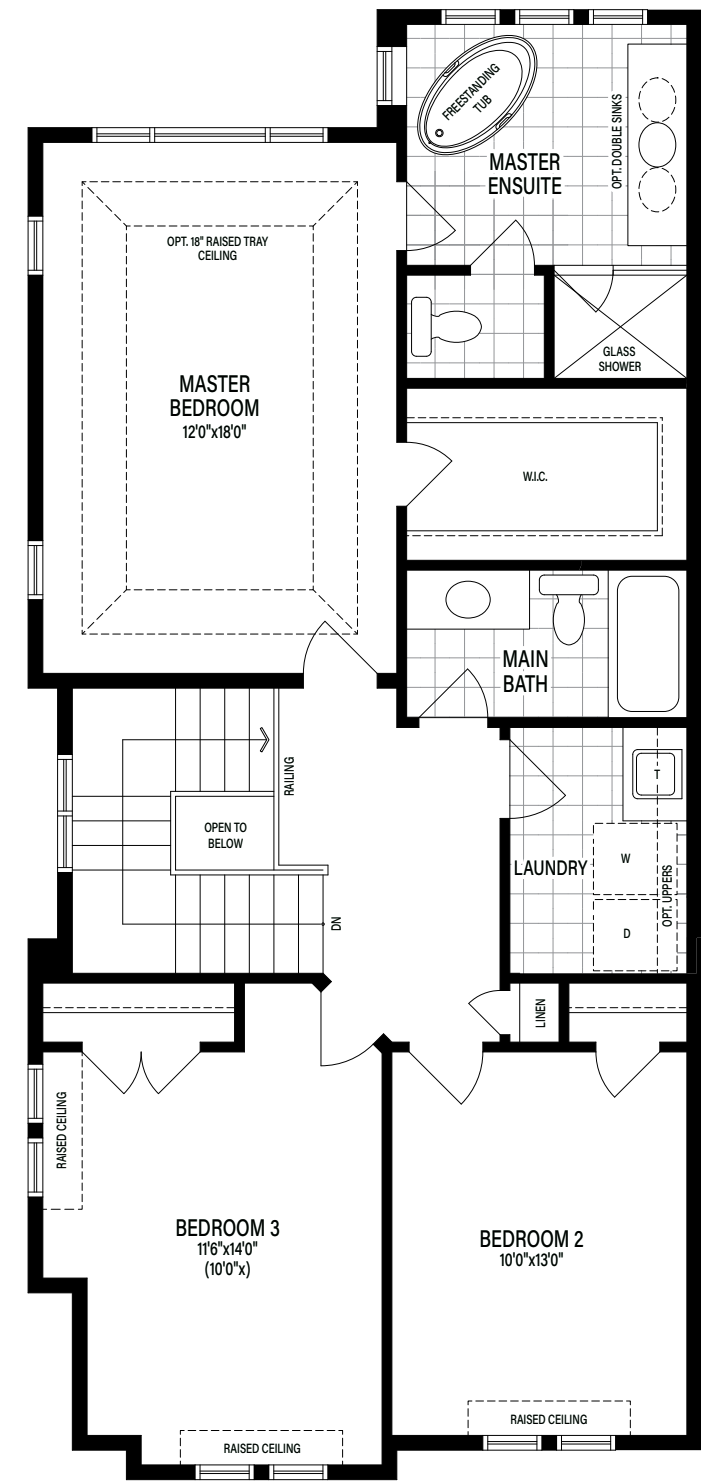 FREESTANDING
TUB
OPT. DOUBLE SINKS
MASTER
ENSUITE
OPT. 18" RAISED TRAY
CEILING
GLASS
SHOWER
MASTER
BEDROOM
12'0"x18'0"
W.I.C.
MAIN
BATH
RAILING
T
OPEN TO
BELOW
W
LAUNDRY
OPT. UPPERS
DN
D
LINEN
RAISED CEILING
BEDROOM 3
11'6"x14'0"
(10'0"x)
BEDROOM 2
10'0"x13'0"
RAISED CEILING
RAISED CEILING